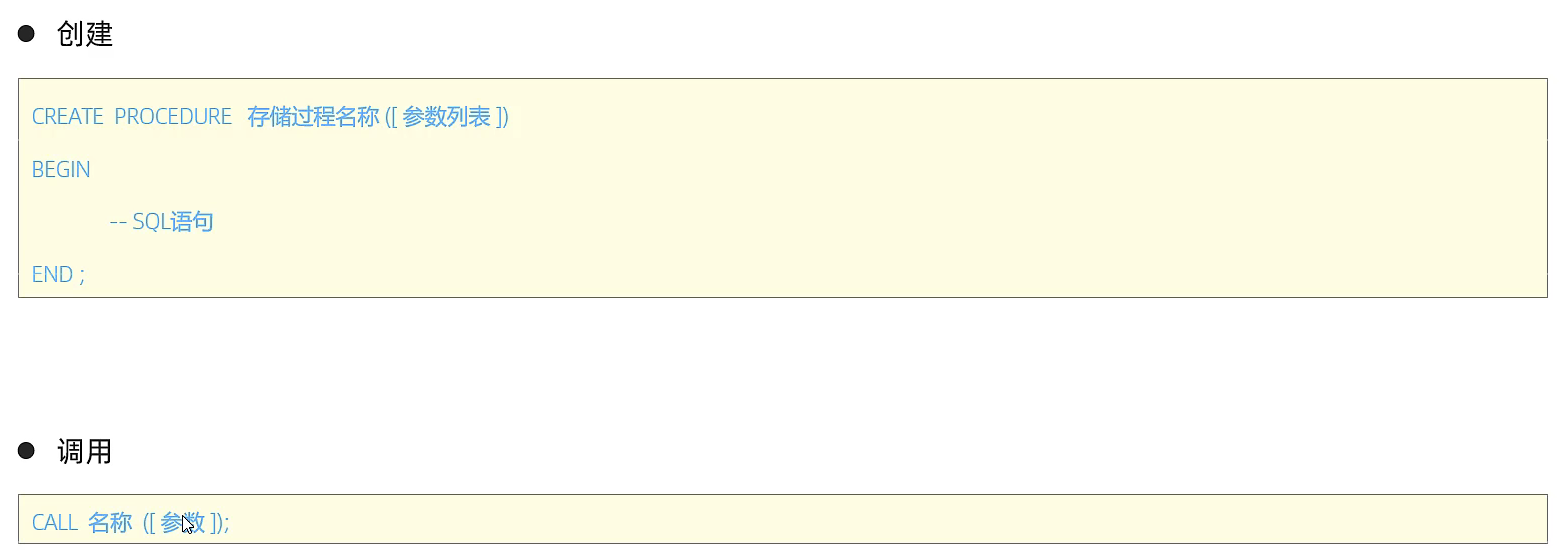 ● 创建
CREATE PROCEDURE 存储过程名称 ([ 参数列表 ])
BEGIN
-- SQL语句
END ;
● 调用
CALL 名称 ([ 参数 ]);